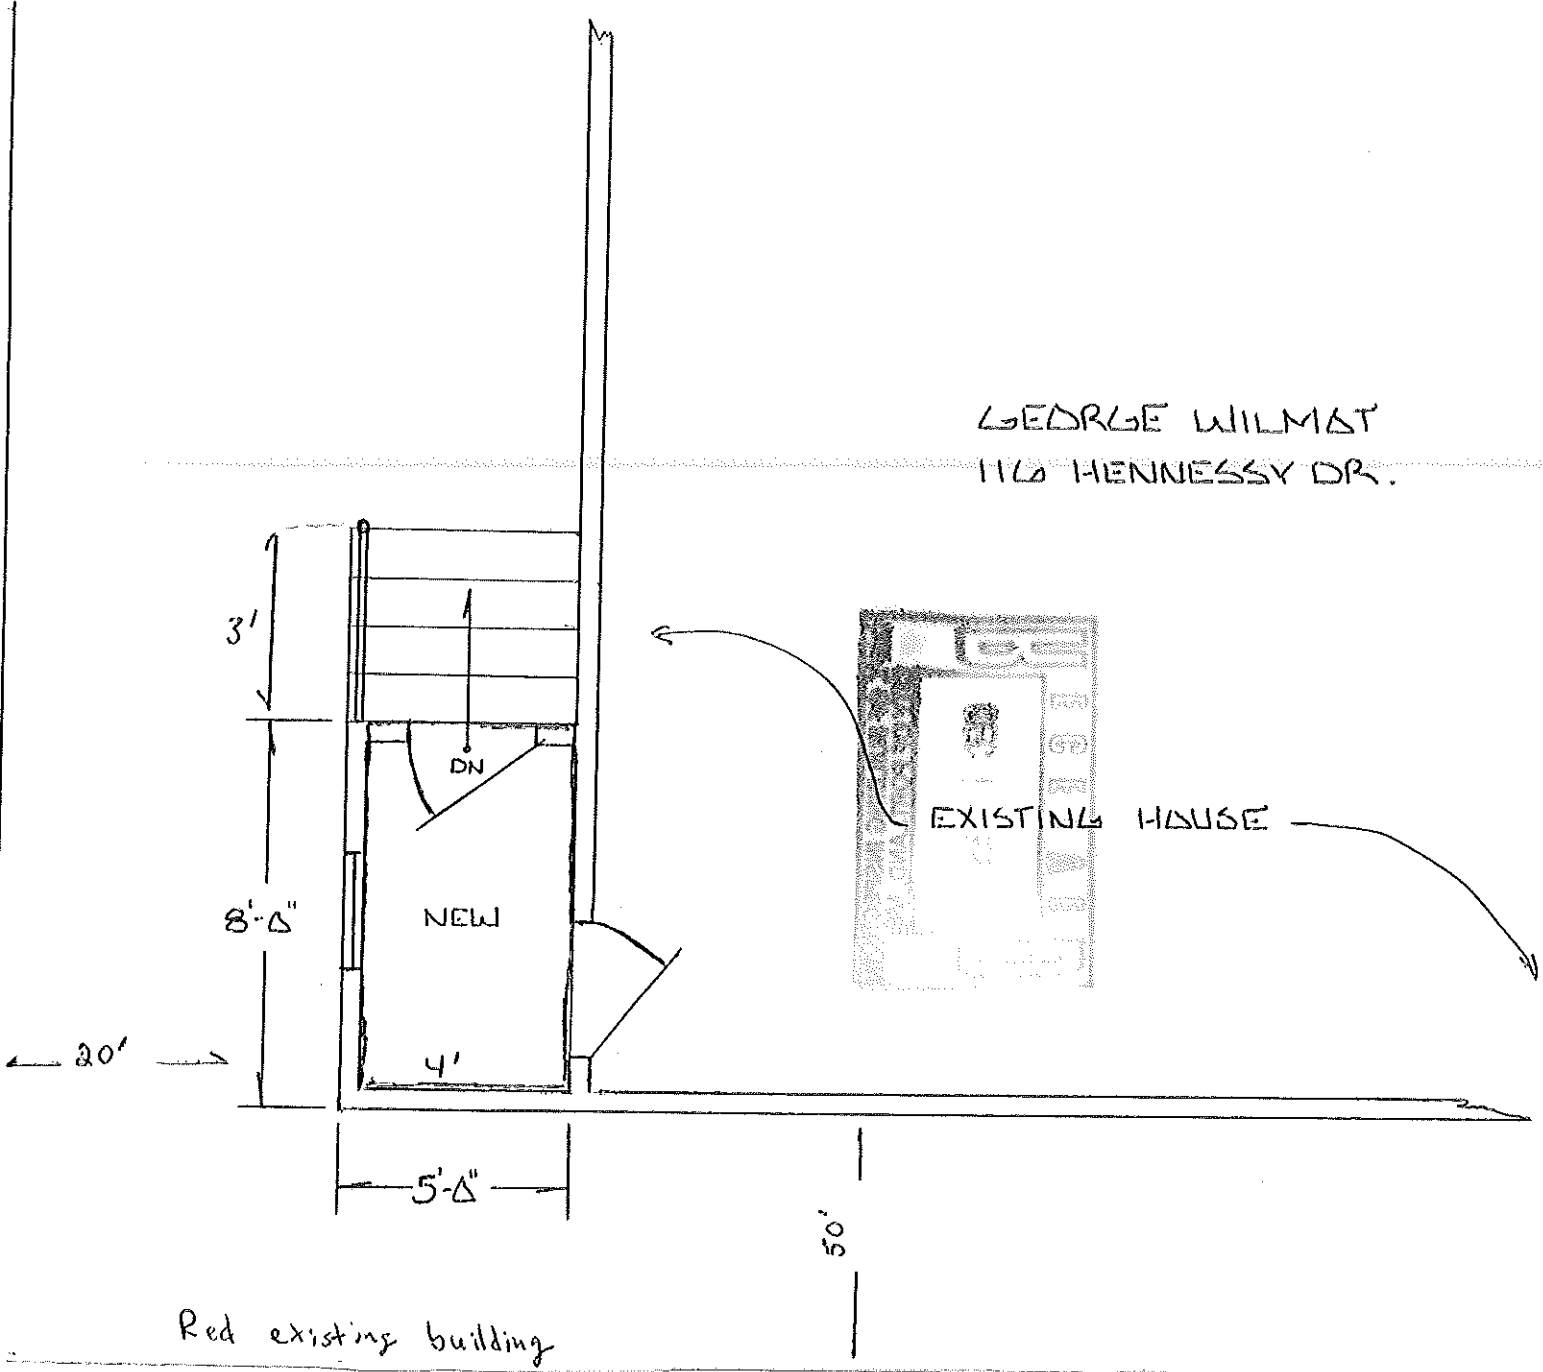 GEORGE WILMOT
116 HENNESSY DR.
3'
DN
EXISTING HOUSE
8'-0"
NEW
20'
4'
5'-0"
50'
Red existing building